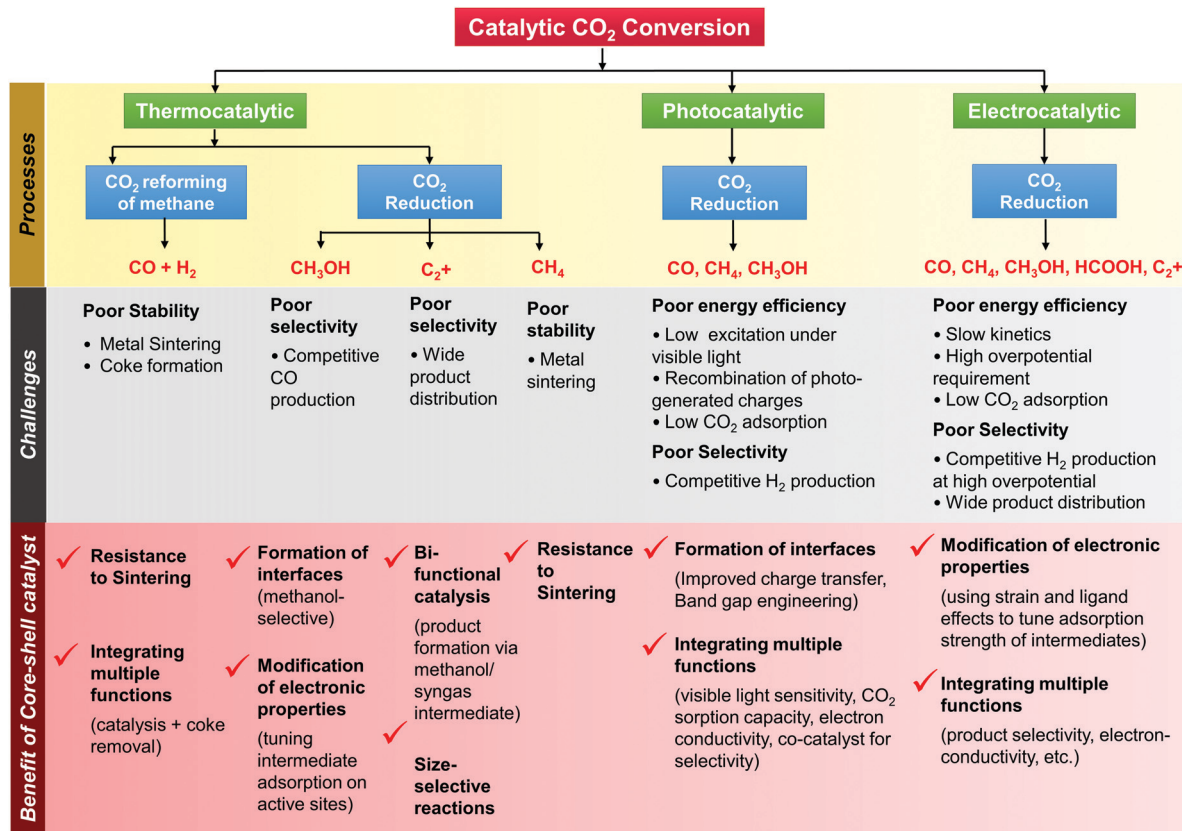 Catalytic CO₂ Conversion
Processes
Thermocatalytic
Photocatalytic
Electrocatalytic
CO₂ reforming
of methane
CO₂
Reduction
CO₂
Reduction
CO₂
Reduction
CO + H₂
CH₃OH
C₂+
CH₄
CO, CH₄, CH₃OH
CO, CH₄, CH₃OH, HCOOH, C₂+
Challenges
Poor Stability
• Metal Sintering
• Coke formation
Poor
selectivity
• Competitive
CO
production
Poor
selectivity
• Wide
product
distribution
Poor
stability
• Metal
sintering
Poor energy efficiency
• Low excitation under
visible light
• Recombination of photo-
generated charges
• Low CO₂ adsorption
Poor Selectivity
• Competitive H₂ production
Poor energy efficiency
• Slow kinetics
• High overpotential
requirement
• Low CO₂ adsorption
Poor Selectivity
• Competitive H₂ production
at high overpotential
• Wide product distribution
Benefit of Core-shell catalyst
Resistance
to Sintering
Integrating
multiple
functions
(catalysis + coke
removal)
Formation of
interfaces
(methanol-
selective)
Modification
of electronic
properties
(tuning
intermediate
adsorption on
active sites)
Bi-
functional
catalysis
(product
formation via
methanol/
syngas
intermediate)
Size-
selective
reactions
Resistance
to
Sintering
Formation of interfaces
(Improved charge transfer,
Band gap engineering)
Integrating multiple
functions
(visible light sensitivity, CO₂
sorption capacity, electron
conductivity, co-catalyst for
selectivity)
Modification of electronic
properties
(using strain and ligand
effects to tune adsorption
strength of intermediates)
Integrating multiple
functions
(product selectivity, electron-
conductivity, etc.)